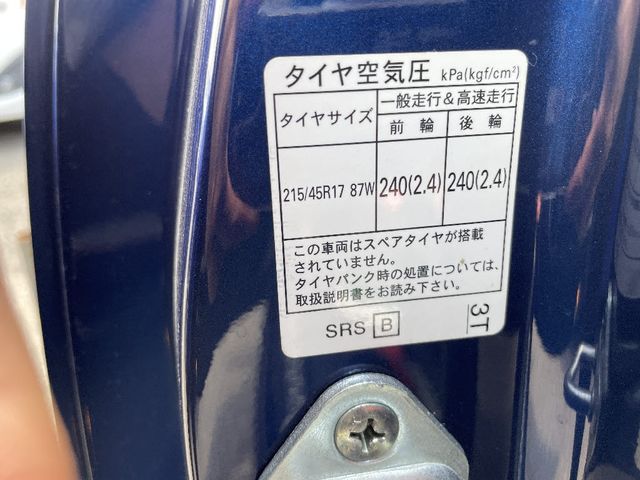 タイヤ空気圧 kPa(kgf/cm²)
タイヤサイズ 一般走行&高速走行
前輪 後輪
215/45R17 87W 240(2.4) 240(2.4)
この車両はスペアタイヤが搭載
されていません。
タイヤパンク時の処置については、
取扱説明書をお読み下さい。
SRS B 3T